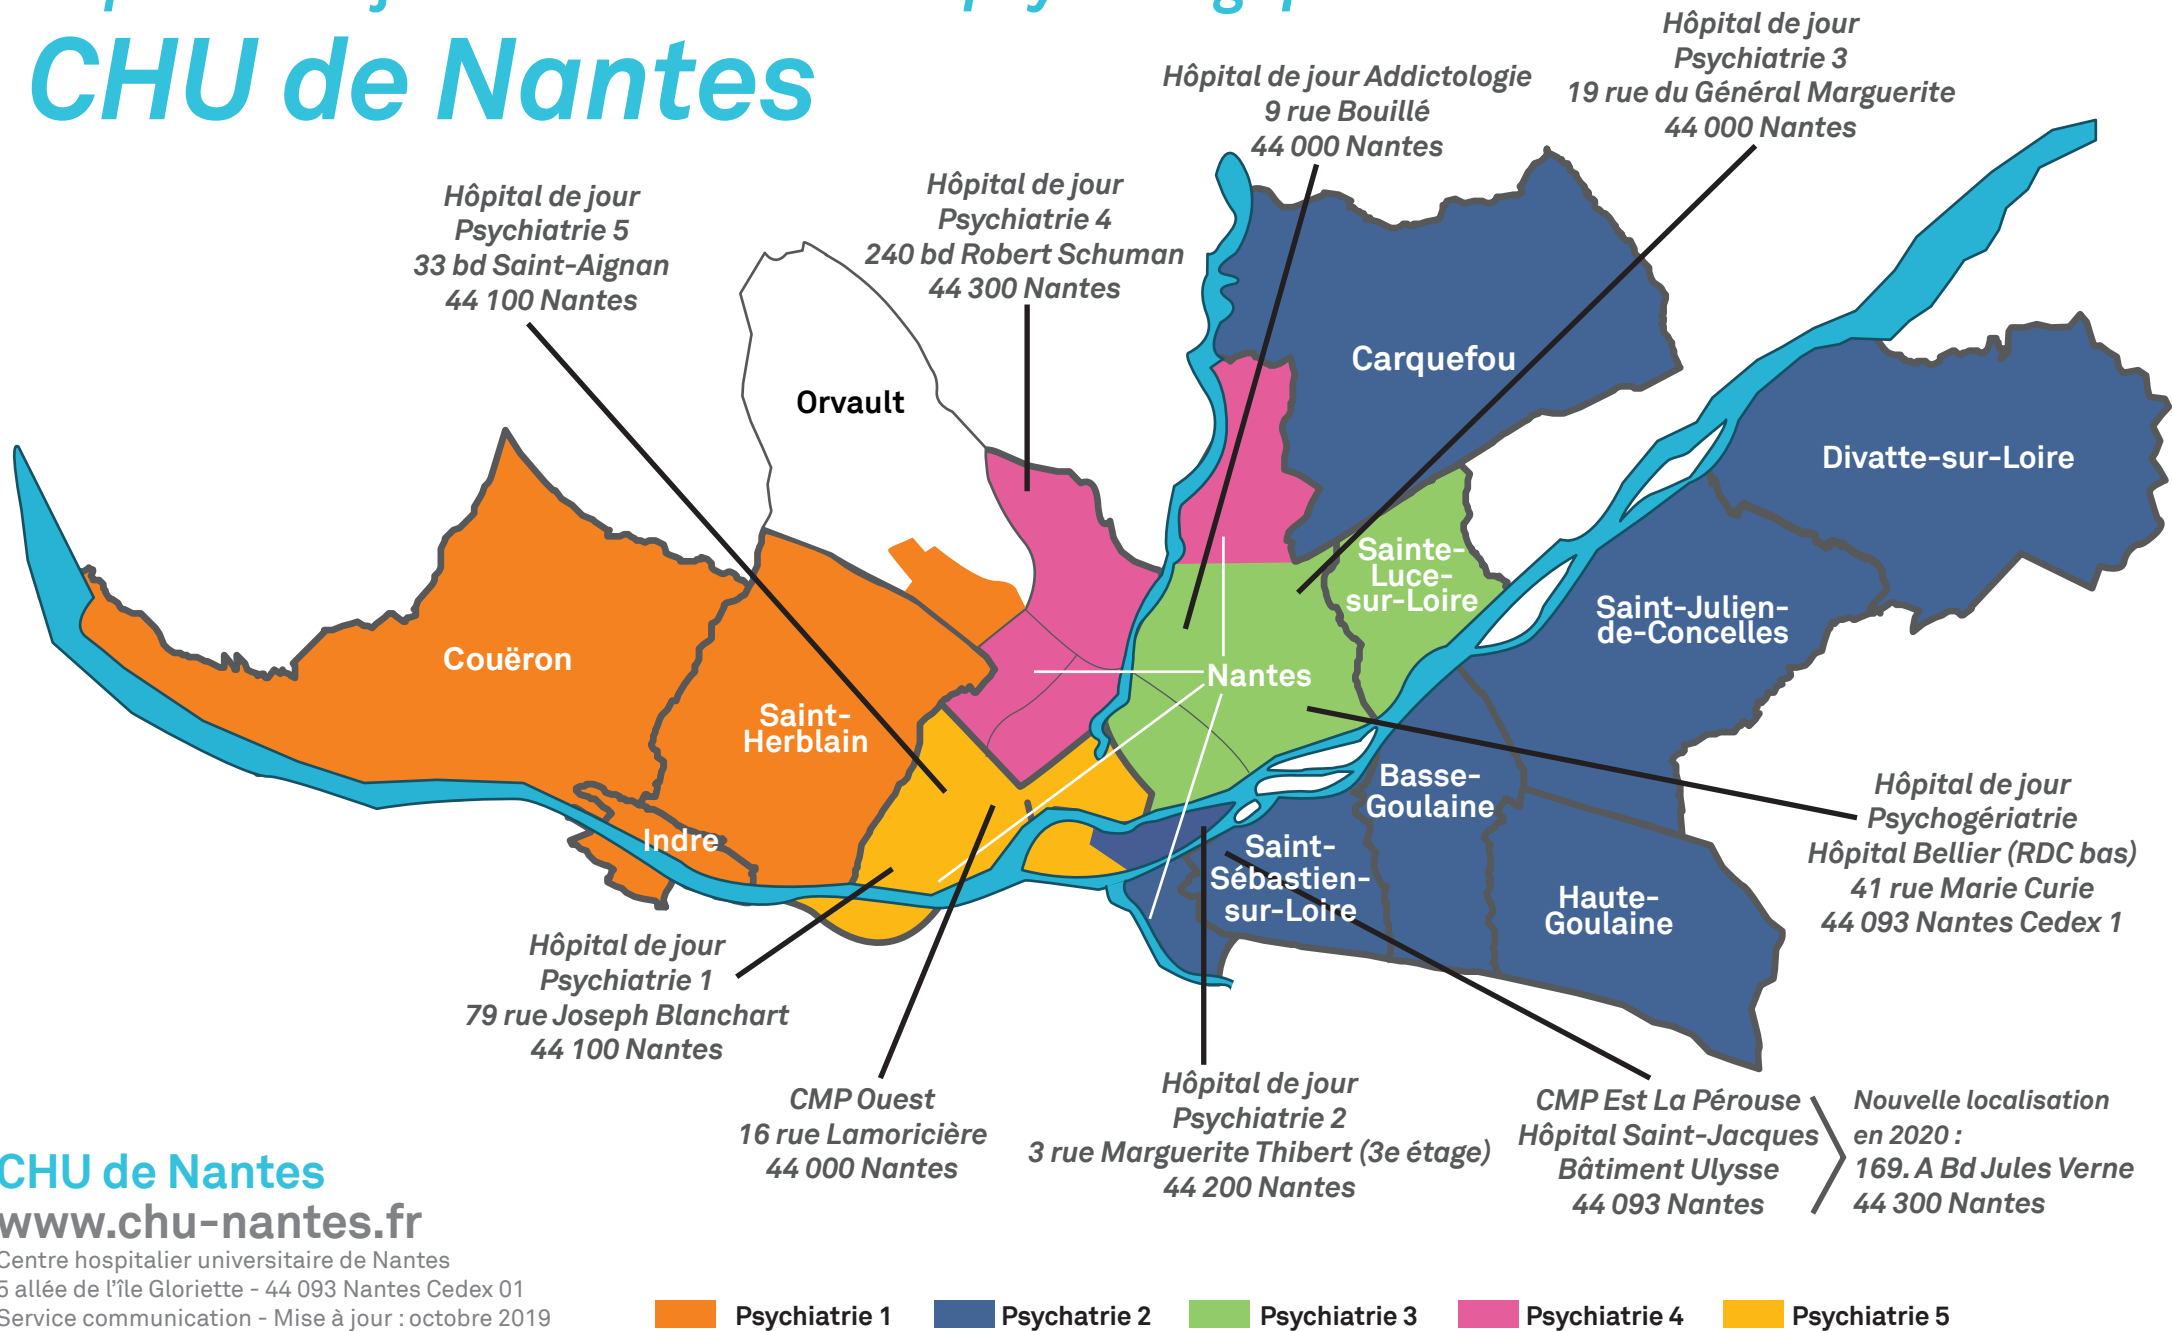 CHU de Nantes
Hôpital de jour
Psychiatrie 3
19 rue du Général Marguerite
44 000 Nantes
Hôpital de jour Addictologie
9 rue Bouillé
44 000 Nantes
Hôpital de jour
Psychiatrie 4
240 bd Robert Schuman
44 300 Nantes
Hôpital de jour
Psychiatrie 5
33 bd Saint-Aignan
44 100 Nantes
Orvault
Carquefou
Divatte-sur-Loire
Sainte-
Luce-
sur-Loire
Saint-Julien-
de-Concelles
Couëron
Nantes
Saint-
Herblain
Basse-
Goulaine
Indre
Saint-
Sébastien-
sur-Loire
Haute-
Goulaine
Hôpital de jour
Psychogériatrie
Hôpital Bellier (RDC bas)
41 rue Marie Curie
44 093 Nantes Cedex 1
Hôpital de jour
Psychiatrie 1
79 rue Joseph Blanchart
44 100 Nantes
CMP Ouest
16 rue Lamoricière
44 000 Nantes
Hôpital de jour
Psychiatrie 2
3 rue Marguerite Thibert (3e étage)
44 200 Nantes
CMP Est La Pérouse
Hôpital Saint-Jacques
Bâtiment Ulysse
44 093 Nantes
Nouvelle localisation
en 2020 :
169. A Bd Jules Verne
44 300 Nantes
CHU de Nantes
www.chu-nantes.fr
Centre hospitalier universitaire de Nantes
5 allée de l'île Gloriette - 44 093 Nantes Cedex 01
Service communication - Mise à jour : octobre 2019
Psychiatrie 1
Psychatrie 2
Psychiatrie 3
Psychiatrie 4
Psychiatrie 5